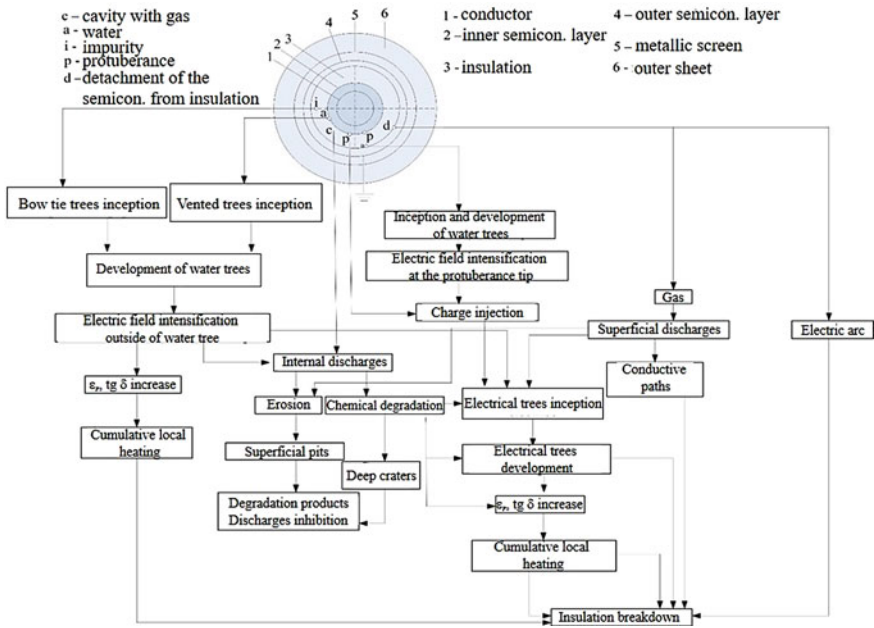 c – cavity with gas
a - water
i - impurity
p - protuberance
d – detachment of the
semicon. from insulation
1 - conductor
2 – inner semicon. layer
3 - insulation
4 - outer semicon. layer
5 - metallic screen
6 - outer sheet
1 2 3 4 5 6
i
a
c
p
p
d
Bow tie trees inception
Vented trees inception
Development of water trees
Electric field intensification
outside of water tree
εr, tg δ increase
Cumulative local
heating
Inception and development
of water trees
Electric field intensification
at the protuberance tip
Charge injection
Gas
Superficial discharges
Electric arc
Conductive
paths
Internal discharges
Erosion
Chemical degradation
Electrical trees inception
Superficial pits
Deep craters
Electrical trees
development
Degradation products
Discharges inhibition
εr, tg δ increase
Cumulative local
heating
Insulation breakdown